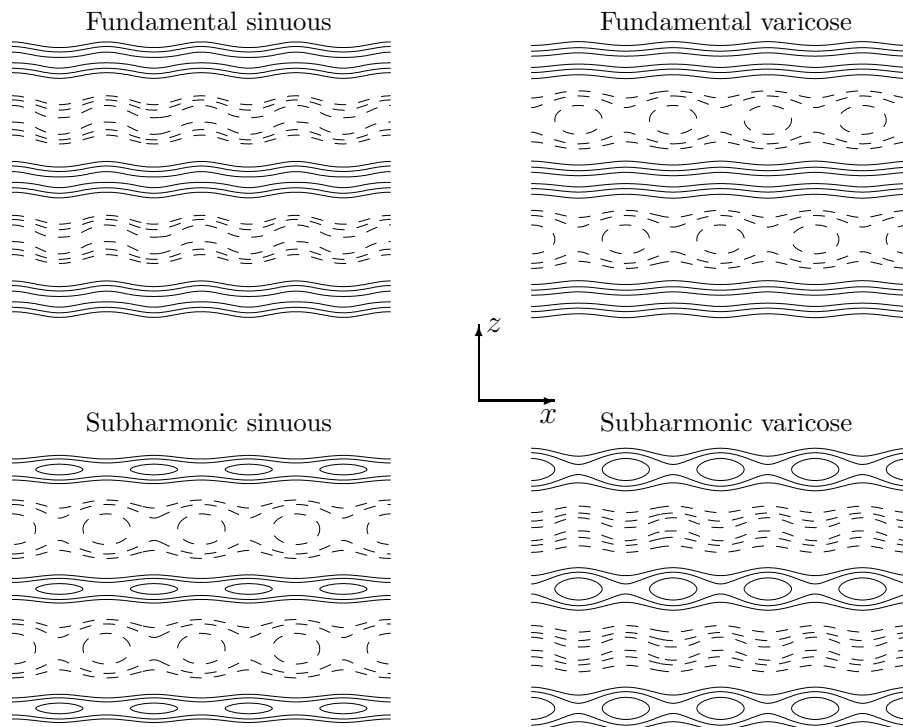 Fundamental sinuous
Fundamental varicose
z
x
Subharmonic sinuous
Subharmonic varicose